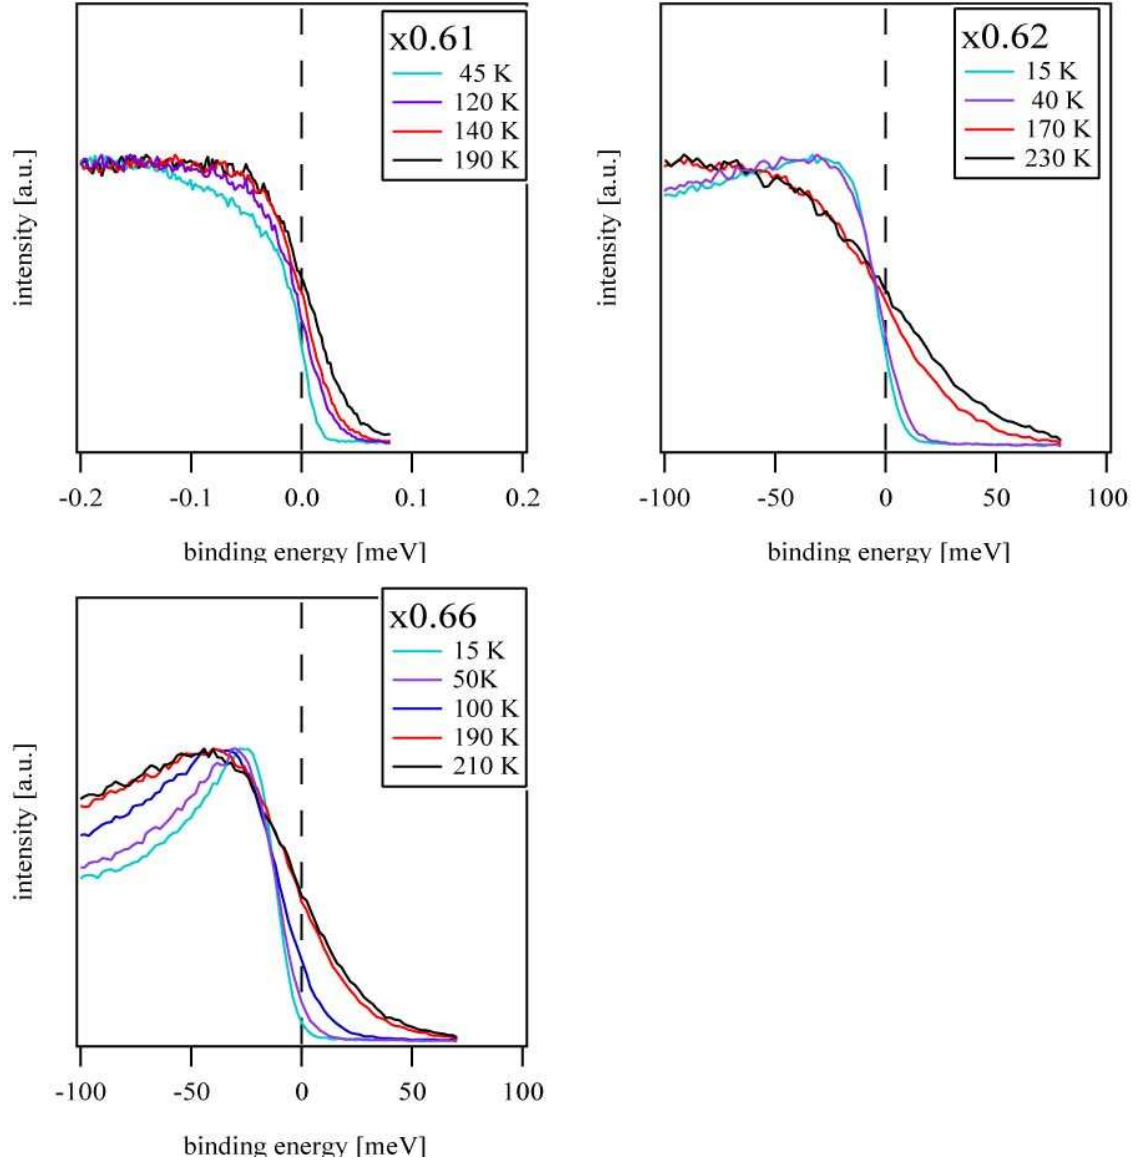 x0.61
45 K
120 K
140 K
190 K
intensity [a.u.]
-0.2 -0.1 0.0 0.1 0.2
binding energy [meV]
x0.62
15 K
40 K
170 K
230 K
intensity [a.u.]
-100 -50 0 50 100
binding energy [meV]
x0.66
15 K
50K
100 K
190 K
210 K
intensity [a.u.]
-100 -50 0 50 100
binding energy [meV]